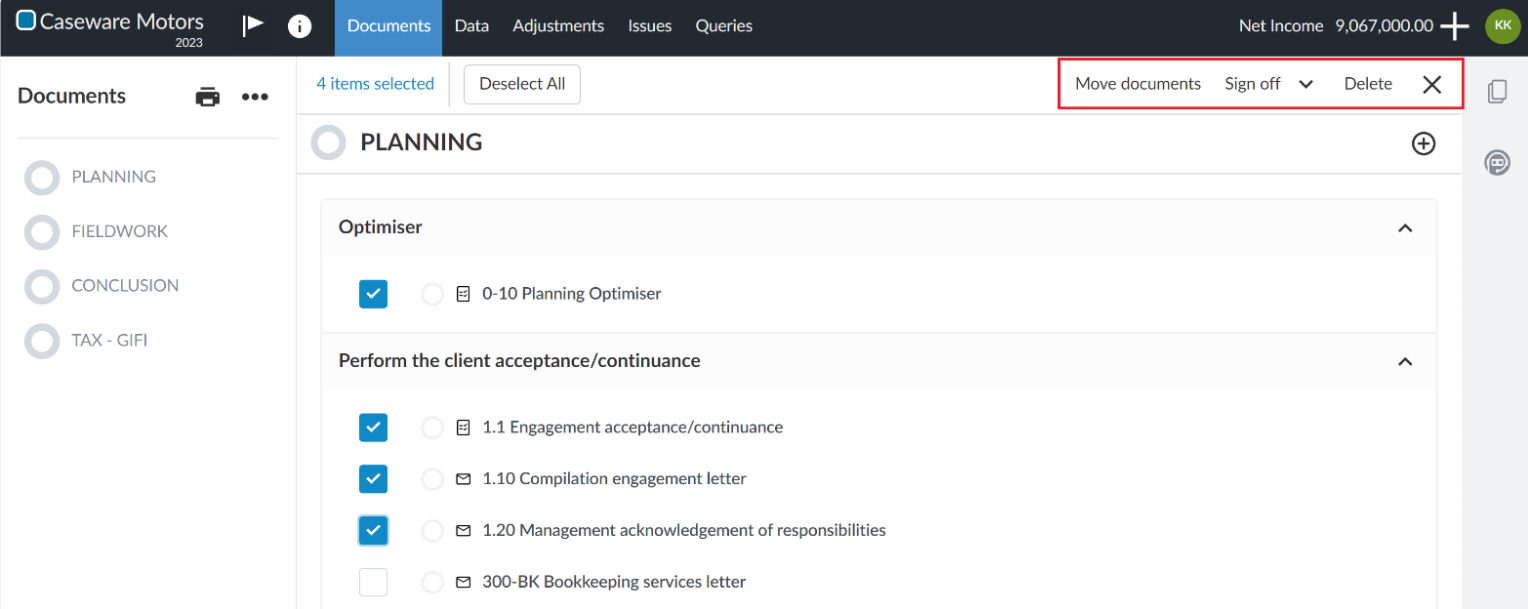 Caseware Motors
2023
Documents Data Adjustments Issues Queries
Net Income 9,067,000.00
KK
Documents
4 items selected Deselect All
Move documents Sign off Delete
PLANNING
PLANNING
FIELDWORK
CONCLUSION
TAX - GIFI
Optimiser
0-10 Planning Optimiser
Perform the client acceptance/continuance
1.1 Engagement acceptance/continuance
1.10 Compilation engagement letter
1.20 Management acknowledgement of responsibilities
300-BK Bookkeeping services letter